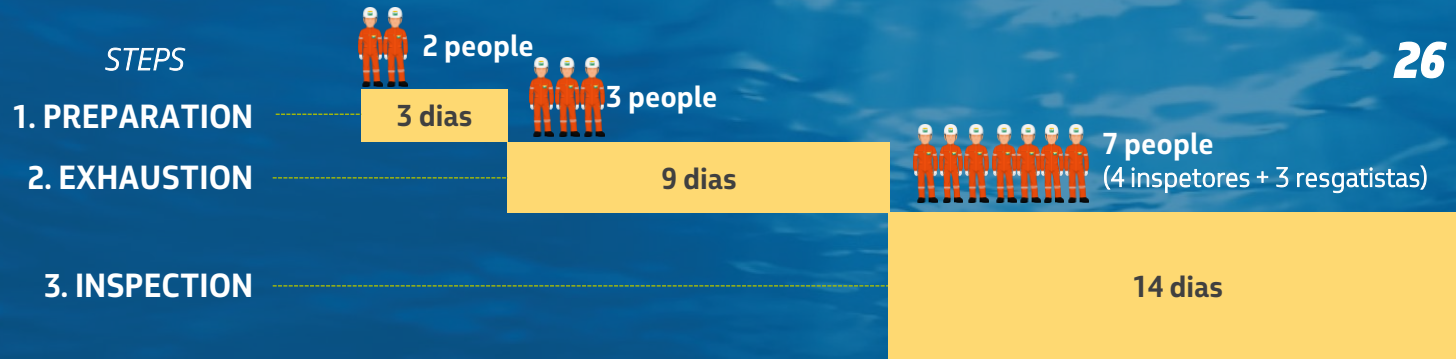 STEPS
2 people
26
1. PREPARATION
3 dias
3 people
2. EXHAUSTION
9 dias
7 people
(4 inspetores + 3 resgatistas)
3. INSPECTION
14 dias